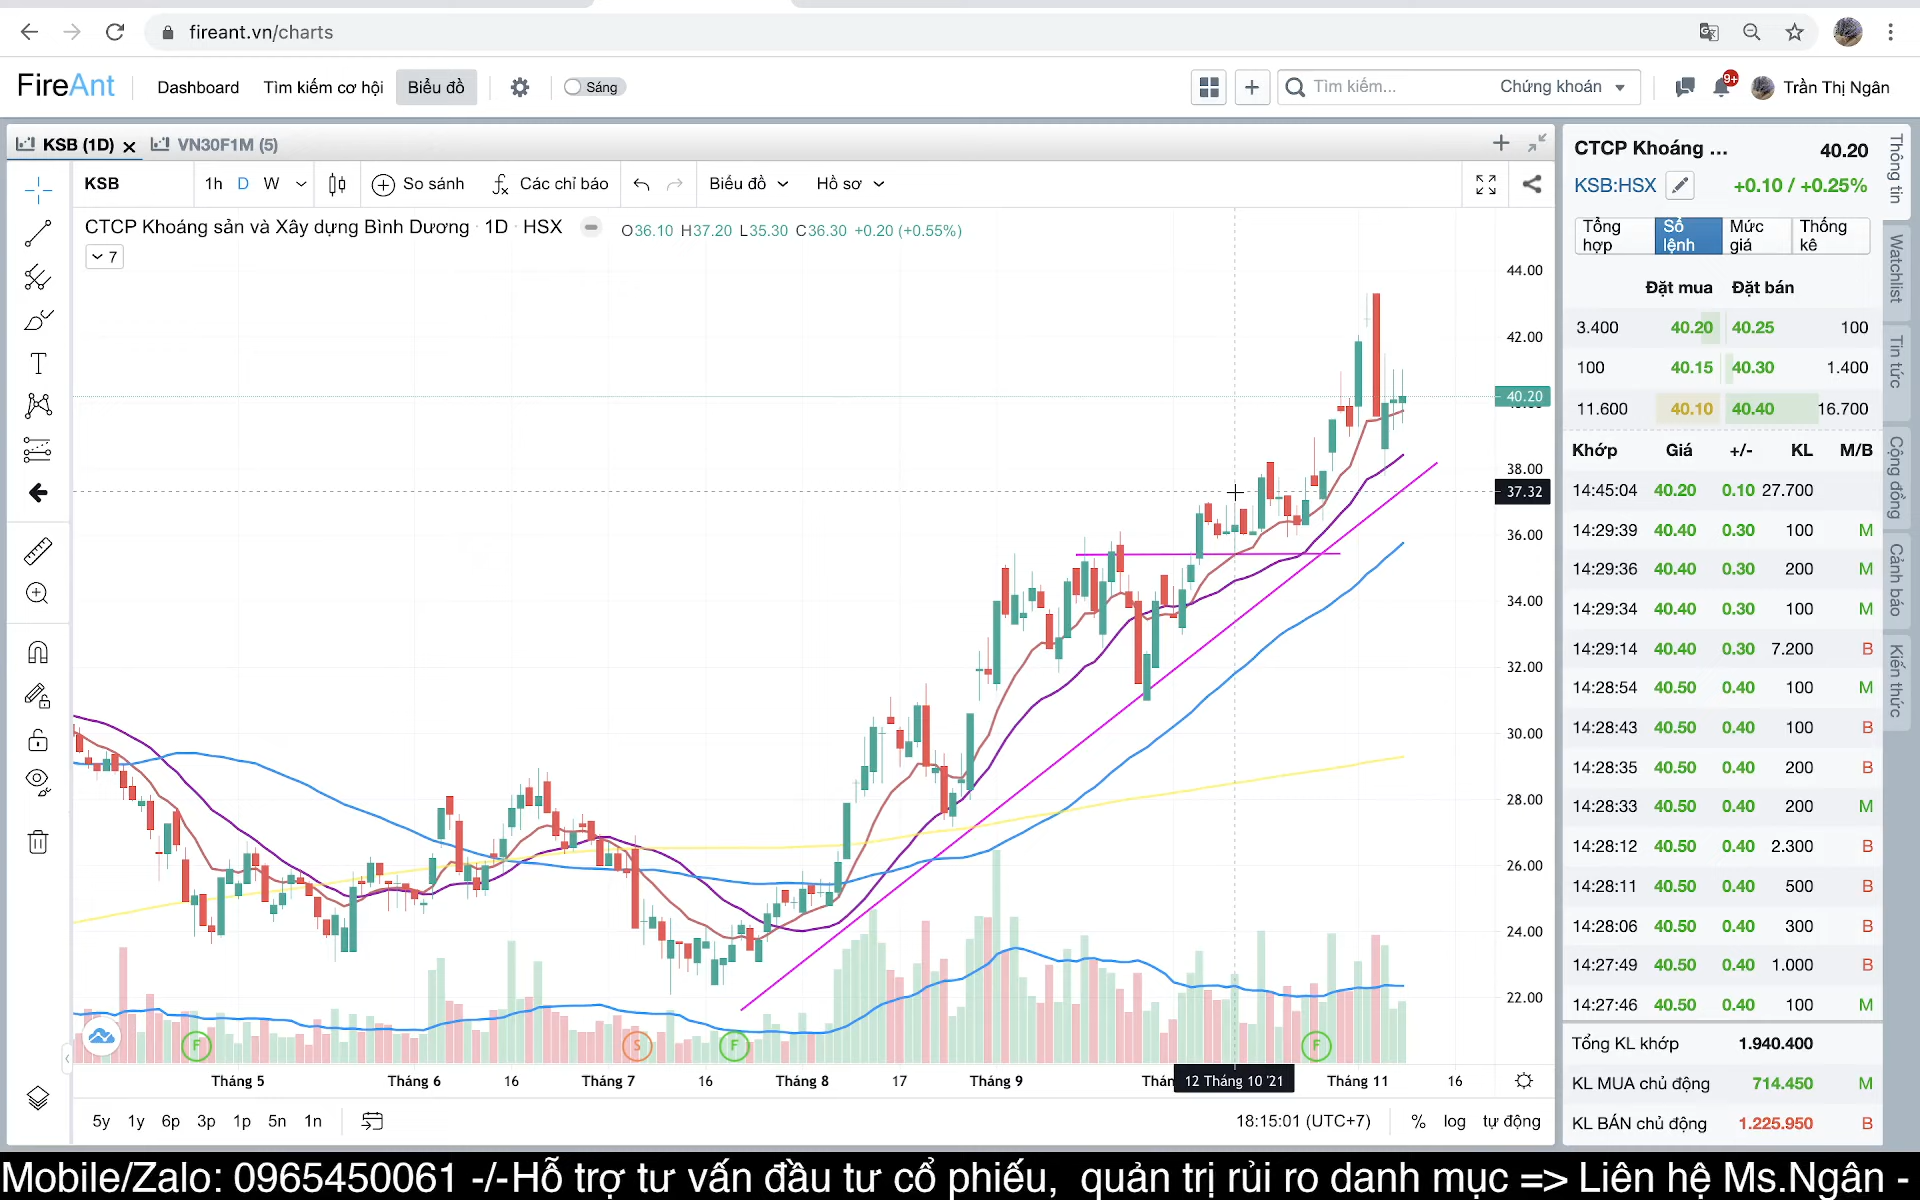 fireant.vn/charts
FireAnt Dashboard Tìm kiếm cơ hội Biểu đồ Sáng Tìm kiếm... Chứng khoán 9+ Trần Thị Ngân
KSB (1D) VN30F1M (5)
KSB 1h D W So sánh Các chỉ báo Biểu đồ Hồ sơ
CTCP Khoáng sản và Xây dựng Bình Dương · 1D · HSX O36.10 H37.20 L35.30 C36.30 +0.20 (+0.55%)
7
44.00
42.00
40.20
38.00
37.32
36.00
34.00
32.00
30.00
28.00
26.00
24.00
22.00
F S F F
Tháng 5 Tháng 6 16 Tháng 7 16 Tháng 8 17 Tháng 9 Thán 12 Tháng 10 '21 Tháng 11 16
5y 1y 6p 3p 1p 5n 1n 18:15:01 (UTC+7) % log tự động
CTCP Khoáng ... 40.20
KSB:HSX +0.10 / +0.25%
Tổng hợp Sổ lệnh Mức giá Thống kê
Đặt mua Đặt bán
3.400 40.20 40.25 100
100 40.15 40.30 1.400
11.600 40.10 40.40 16.700
Khớp Giá +/- KL M/B
14:45:04 40.20 0.10 27.700
14:29:39 40.40 0.30 100 M
14:29:36 40.40 0.30 200 M
14:29:34 40.40 0.30 100 M
14:29:14 40.40 0.30 7.200 B
14:28:54 40.50 0.40 100 M
14:28:43 40.50 0.40 100 B
14:28:35 40.50 0.40 200 B
14:28:33 40.50 0.40 200 M
14:28:12 40.50 0.40 2.300 B
14:28:11 40.50 0.40 500 B
14:28:06 40.50 0.40 300 B
14:27:49 40.50 0.40 1.000 B
14:27:46 40.50 0.40 100 M
Tổng KL khớp 1.940.400
KL MUA chủ động 714.450 M
KL BÁN chủ động 1.225.950 B
Thông tin
Watchlist
Tin tức
Cộng đồng
Cảnh báo
Kiến thức
Mobile/Zalo: 0965450061 -/-Hỗ trợ tư vấn đầu tư cổ phiếu, quản trị rủi ro danh mục => Liên hệ Ms.Ngân -